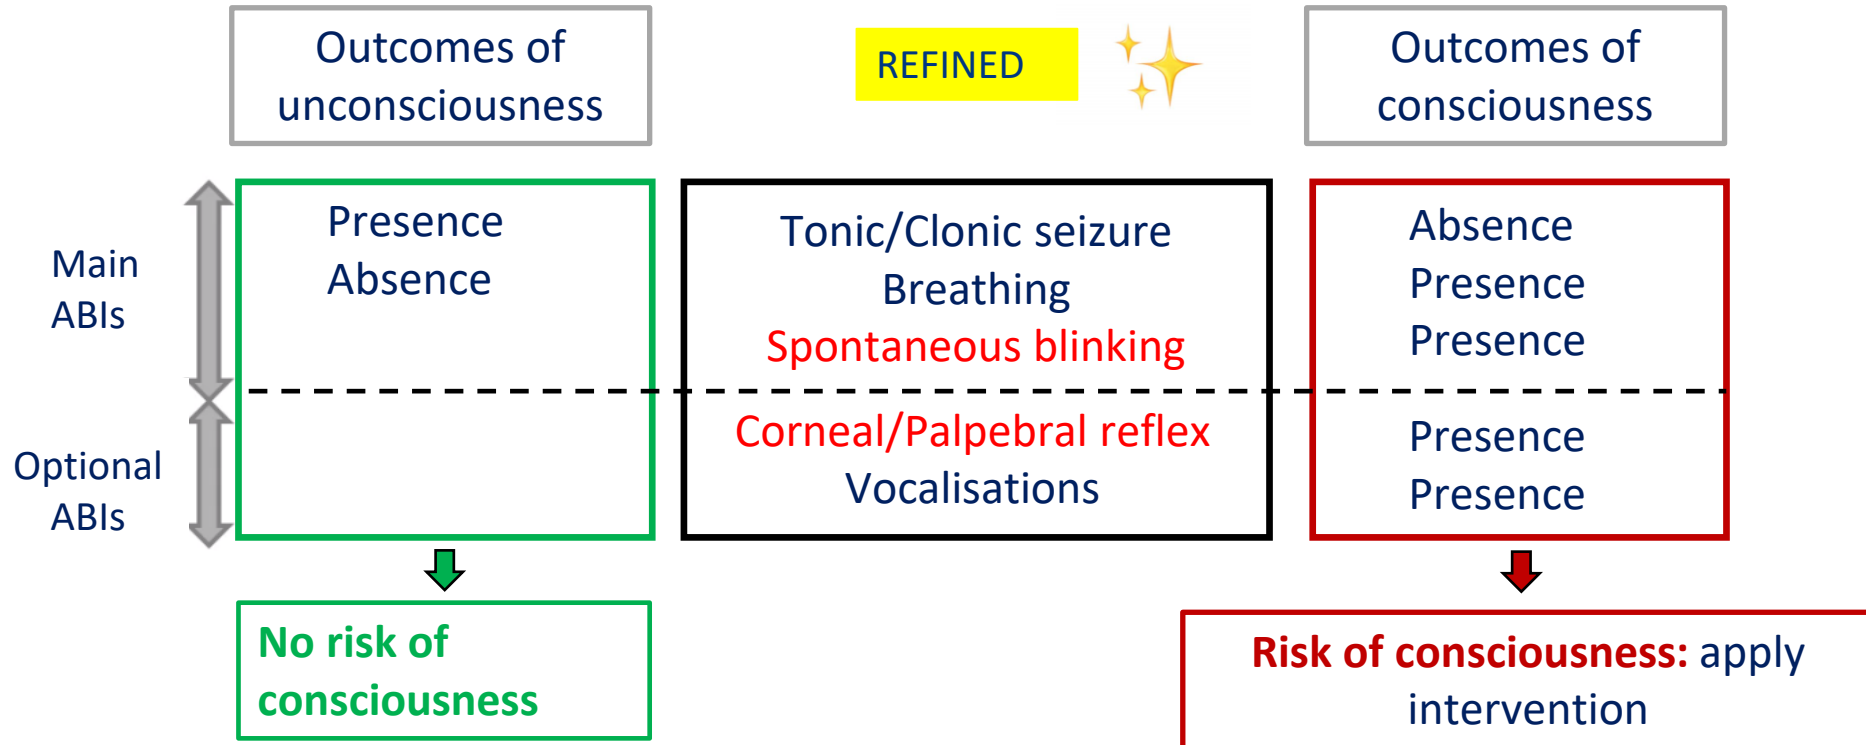 Outcomes of
unconsciousness
REFINED
Outcomes of
consciousness
Main
ABIs
Presence
Absence
Tonic/Clonic seizure
Breathing
Spontaneous blinking
Absence
Presence
Presence
Optional
ABIs
Corneal/Palpebral reflex
Vocalisations
Presence
Presence
No risk of
consciousness
Risk of consciousness: apply
intervention